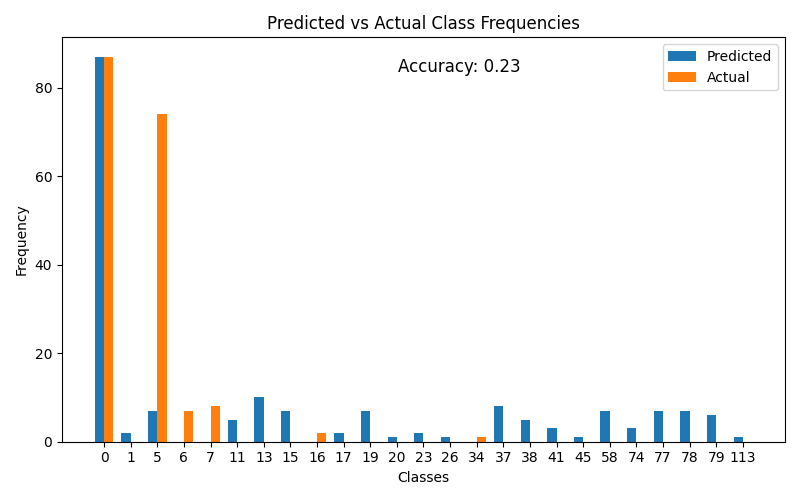 Predicted vs Actual Class Frequencies
Accuracy: 0.23
Predicted
Actual
Frequency
80
60
40
20
0
0 1 5 6 7 11 13 15 16 17 19 20 23 26 34 37 38 41 45 58 74 77 78 79 113
Classes